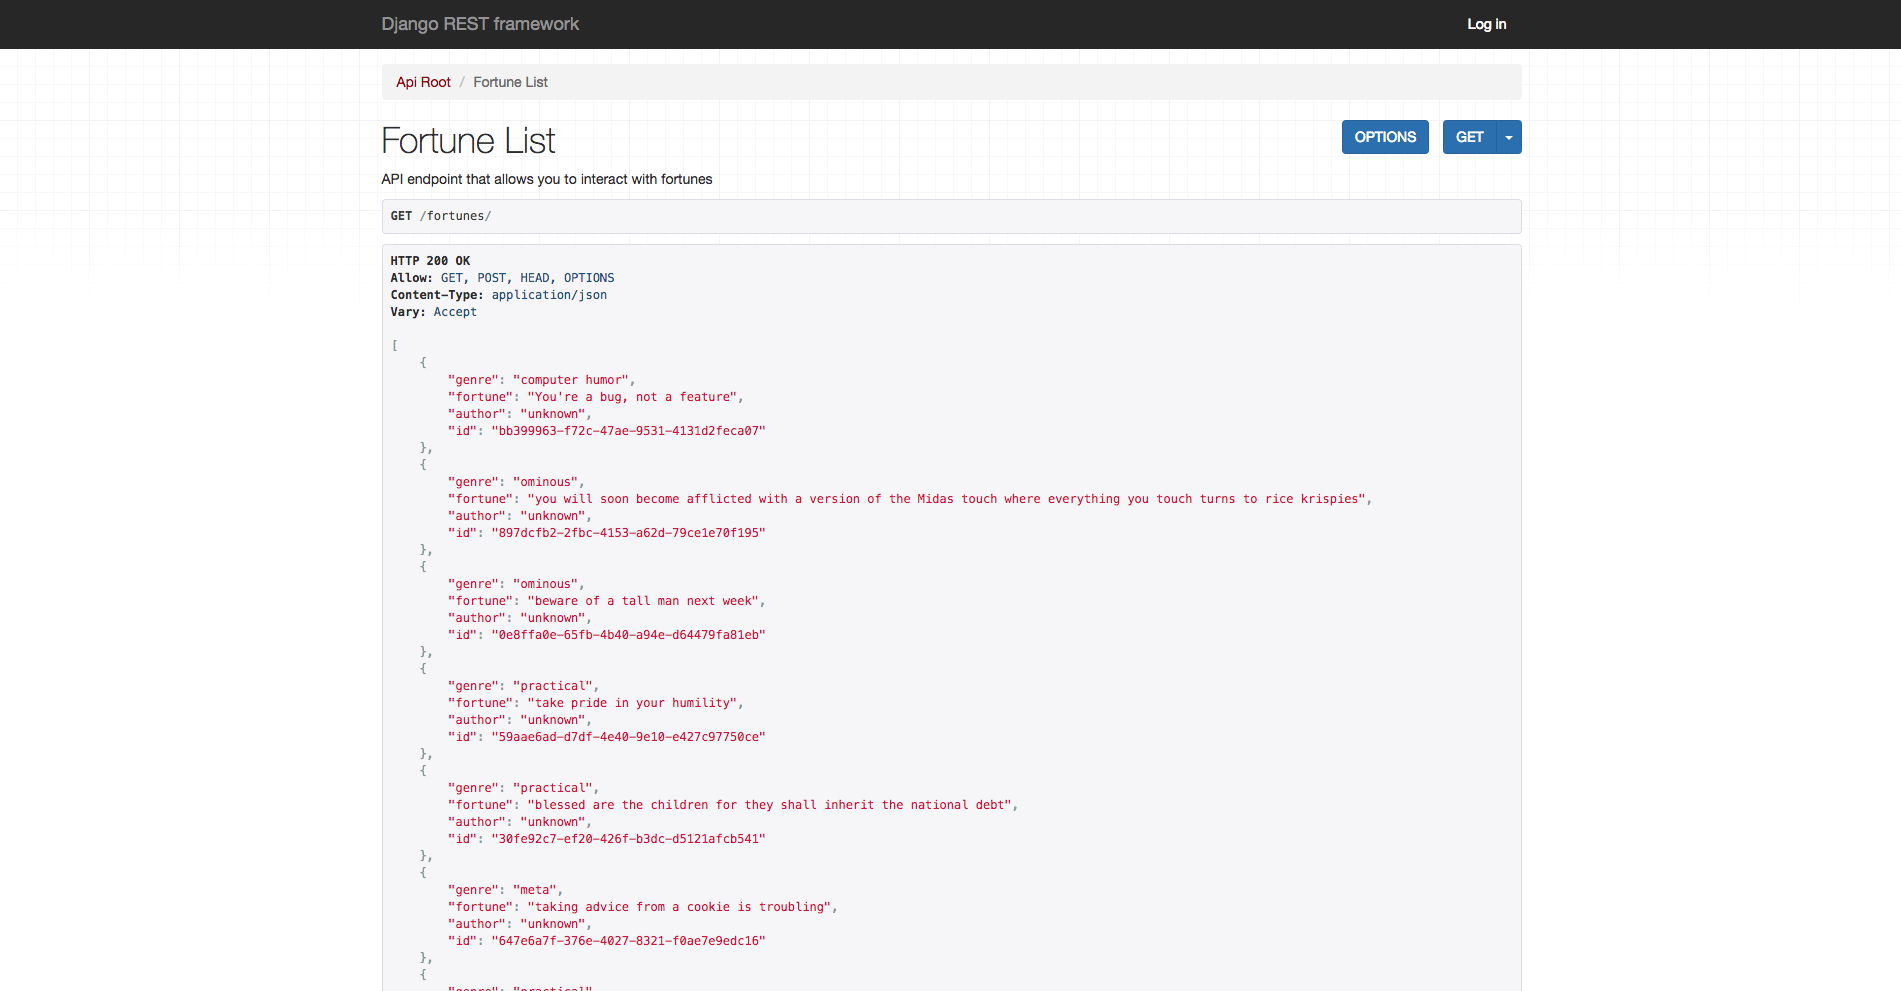 Django REST framework
Log in
Api Root / Fortune List
Fortune List
OPTIONS
GET
API endpoint that allows you to interact with fortunes
GET /fortunes/
HTTP 200 OK
Allow: GET, POST, HEAD, OPTIONS
Content-Type: application/json
Vary: Accept
[
    {
        "genre": "computer humor",
        "fortune": "You're a bug, not a feature",
        "author": "unknown",
        "id": "bb399963-f72c-47ae-9531-4131d2feca07"
    },
    {
        "genre": "ominous",
        "fortune": "you will soon become afflicted with a version of the Midas touch where everything you touch turns to rice krispies",
        "author": "unknown",
        "id": "897dcfb2-2fbc-4153-a62d-79ce1e70f195"
    },
    {
        "genre": "ominous",
        "fortune": "beware of a tall man next week",
        "author": "unknown",
        "id": "0e8ffa0e-65fb-4b40-a94e-d64479fa81eb"
    },
    {
        "genre": "practical",
        "fortune": "take pride in your humility",
        "author": "unknown",
        "id": "59aae6ad-d7df-4e40-9e10-e427c97750ce"
    },
    {
        "genre": "practical",
        "fortune": "blessed are the children for they shall inherit the national debt",
        "author": "unknown",
        "id": "30fe92c7-ef20-426f-b3dc-d5121afcb541"
    },
    {
        "genre": "meta",
        "fortune": "taking advice from a cookie is troubling",
        "author": "unknown",
        "id": "647e6a7f-376e-4027-8321-f0ae7e9edc16"
    },
    {
        "genre": "practical",